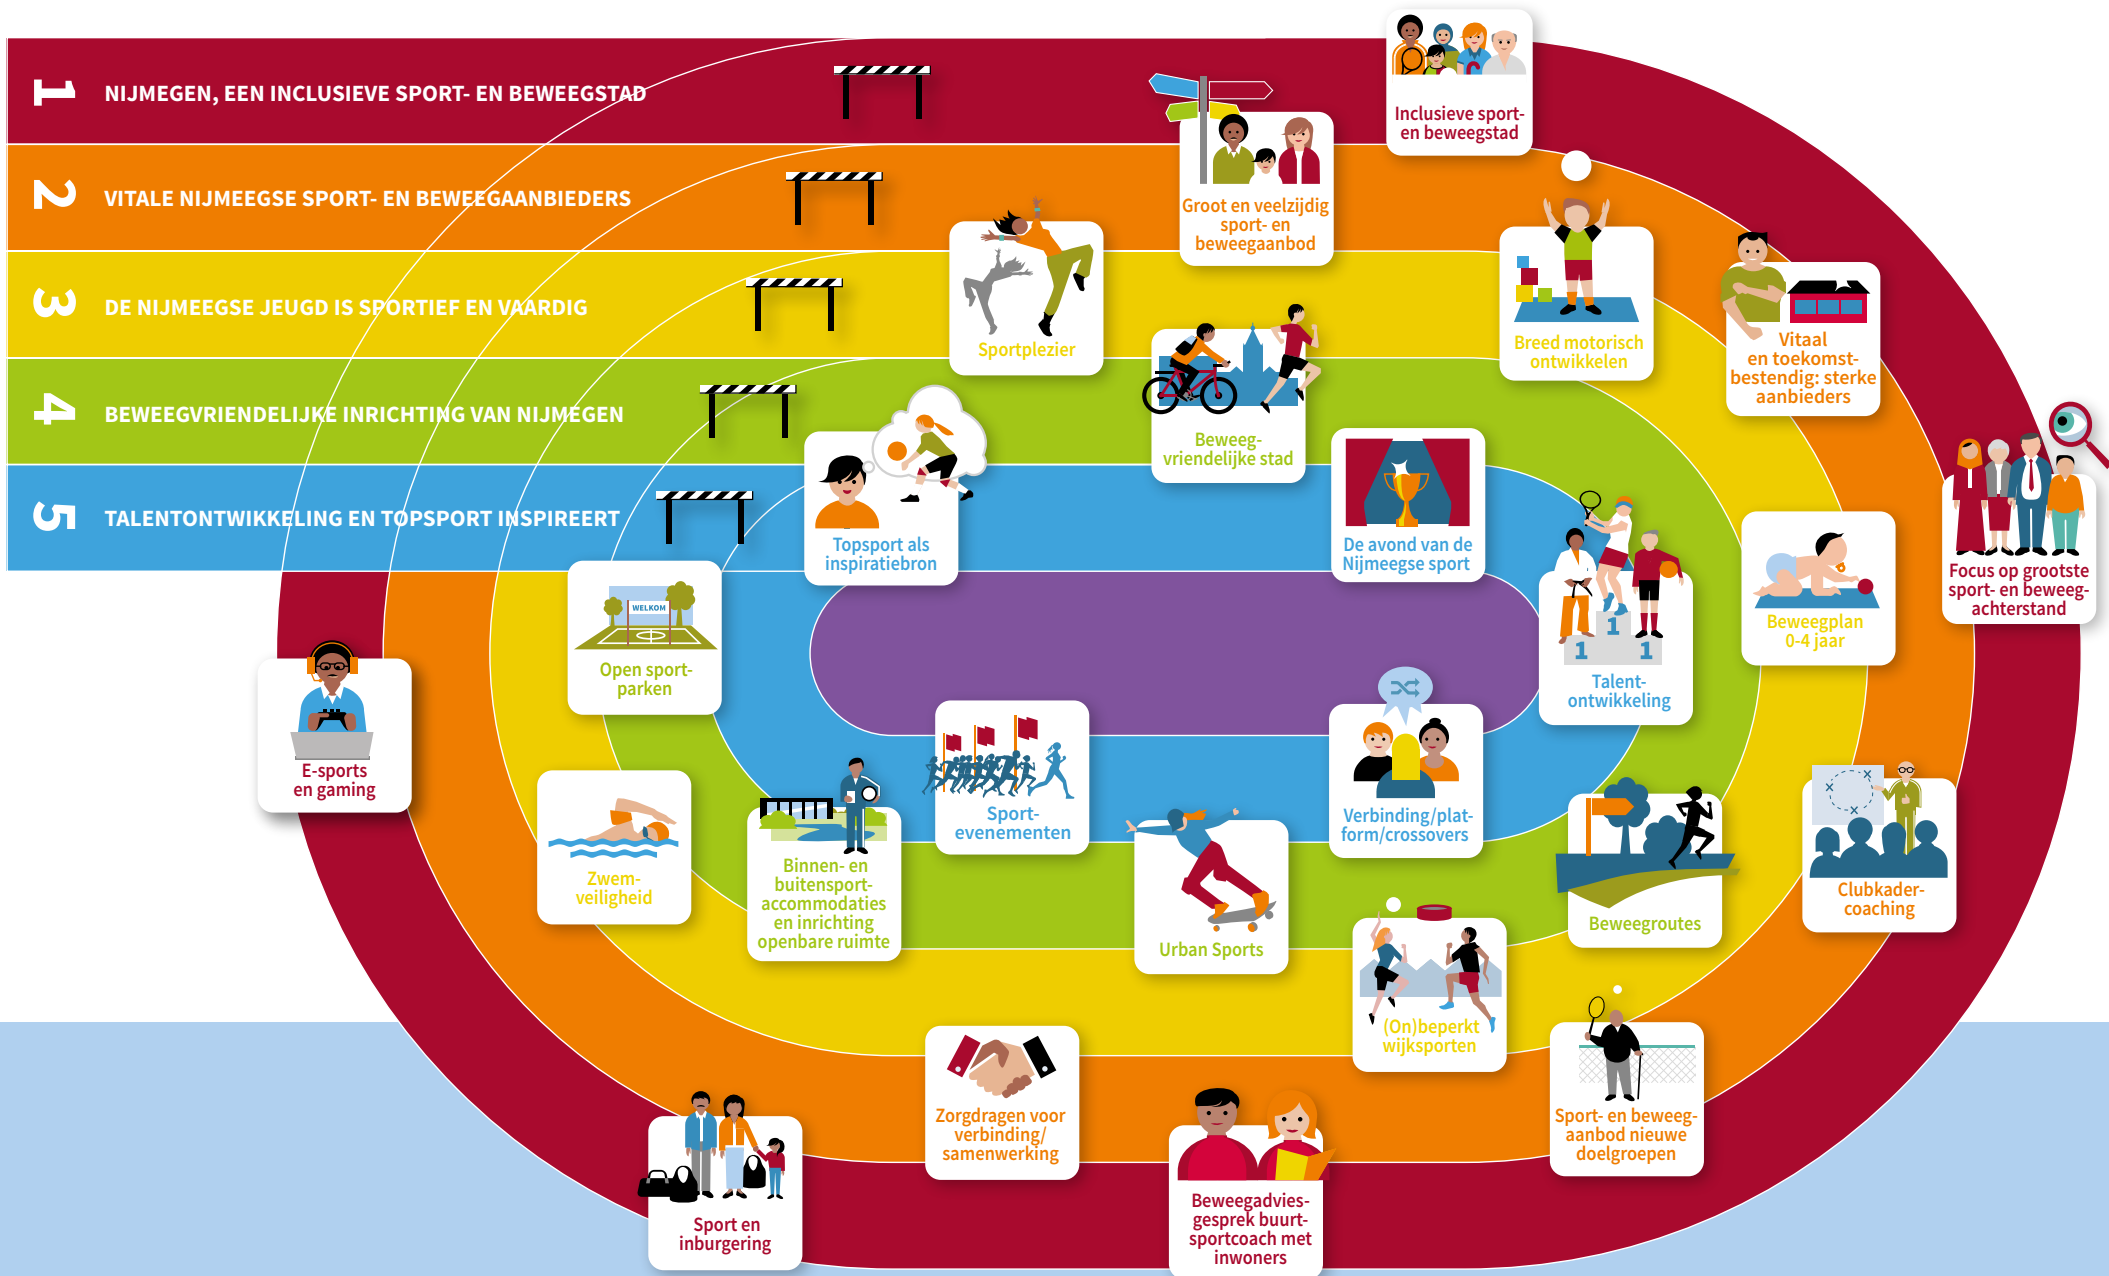 1
NIJMEGEN, EEN INCLUSIEVE SPORT- EN BEWEEGSTAD
2
VITALE NIJMEEGSE SPORT- EN BEWEEGAANBIEDERS
3
DE NIJMEEGSE JEUGD IS SPORTIEF EN VAARDIG
4
BEWEEGVRIENDELIJKE INRICHTING VAN NIJMEGEN
5
TALENTONTWIKKELING EN TOPSPORT INSPIREERT
Inclusieve sport-
en beweegstad
Groot en veelzijdig
sport- en
beweegaanbod
Sportplezier
Breed motorisch
ontwikkelen
Vitaal
en toekomst-
bestendig: sterke
aanbieders
Beweeg-
vriendelijke stad
Topsport als
inspiratiebron
De avond van de
Nijmeegse sport
Focus op grootste
sport- en beweeg-
achterstand
Beweegplan
0-4 jaar
1
1
1
Talent-
ontwikkeling
WELKOM
Open sport-
parken
E-sports
en gaming
Sport-
evenementen
Verbinding/plat-
form/crossovers
Zwem-
veiligheid
Binnen- en
buitensport-
accommodaties
en inrichting
openbare ruimte
Urban Sports
Beweegroutes
Clubkader-
coaching
(On)beperkt
wijksporten
Zorgdragen voor
verbinding/
samenwerking
Sport- en beweeg-
aanbod nieuwe
doelgroepen
Sport en
inburgering
Beweegadvies-
gesprek buurt-
sportcoach met
inwoners